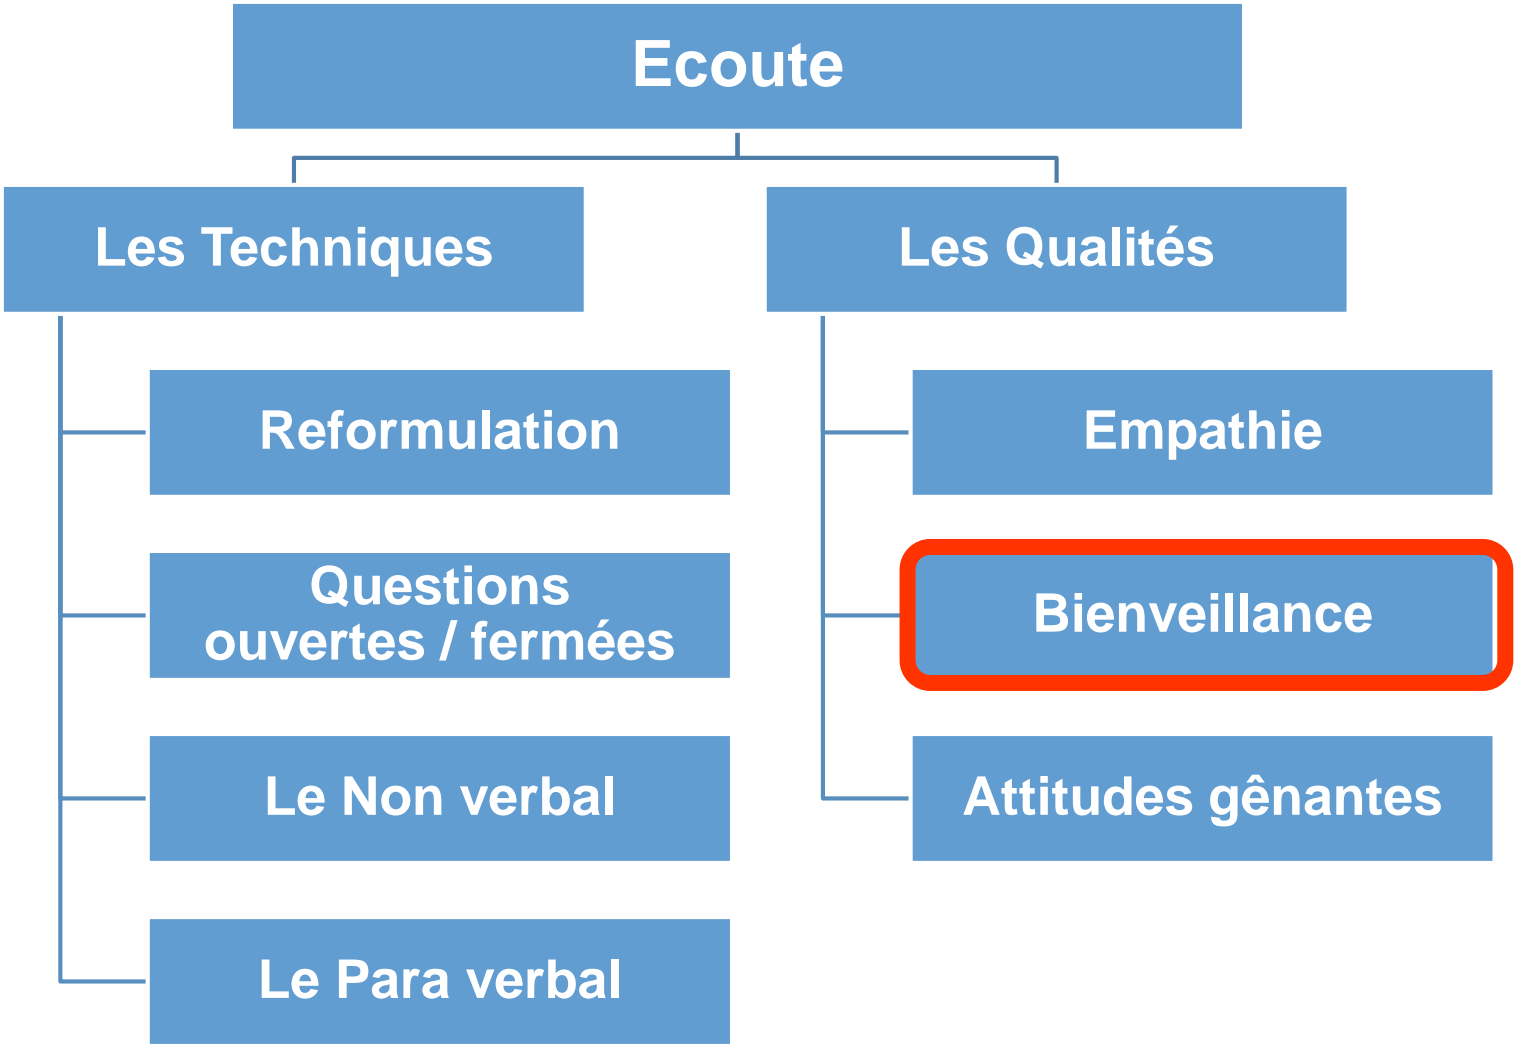 Ecoute
Les Techniques
Reformulation
Questions
ouvertes / fermées
Le Non verbal
Le Para verbal
Les Qualités
Empathie
Bienveillance
Attitudes gênantes